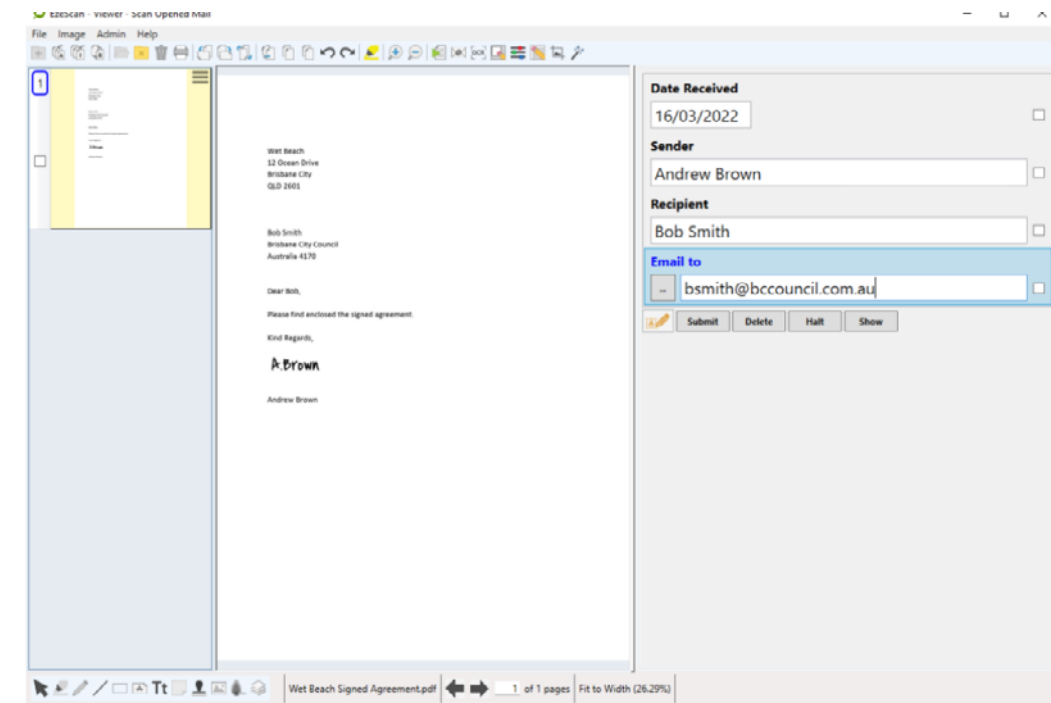 EzeScan - Viewer - Scan Opened Mail
File Image Admin Help
1
Wet Beach
12 Ocean Drive
Brisbane City
QLD 2601
Bob Smith
Brisbane City Council
Australia 4170
Dear Bob,
Please find enclosed the signed agreement.
Kind Regards,
A.Brown
Andrew Brown
Date Received
16/03/2022
Sender
Andrew Brown
Recipient
Bob Smith
Email to
.. bsmith@bccouncil.com.au
Submit Delete Halt Show
Tt Wet Beach Signed Agreement.pdf 1 of 1 pages Fit to Width (26.29%)